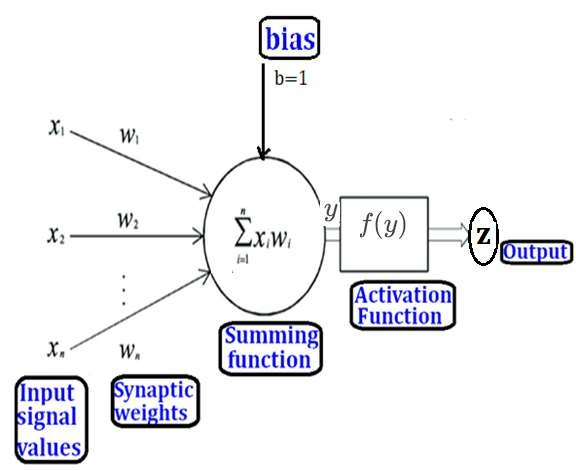 bias
b=1
x₁
w₁
x₂
w₂
⋮
xₙ
wₙ
n
∑xᵢwᵢ
i=1
y
f(y)
z
Output
Activation
Function
Summing
function
Input
signal
values
Synaptic
weights